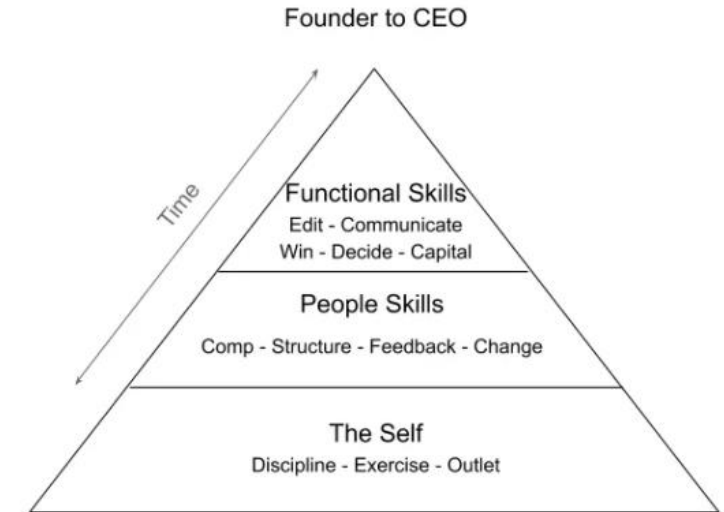 Founder to CEO
Time
Functional Skills
Edit - Communicate
Win - Decide - Capital
People Skills
Comp - Structure - Feedback - Change
The Self
Discipline - Exercise - Outlet